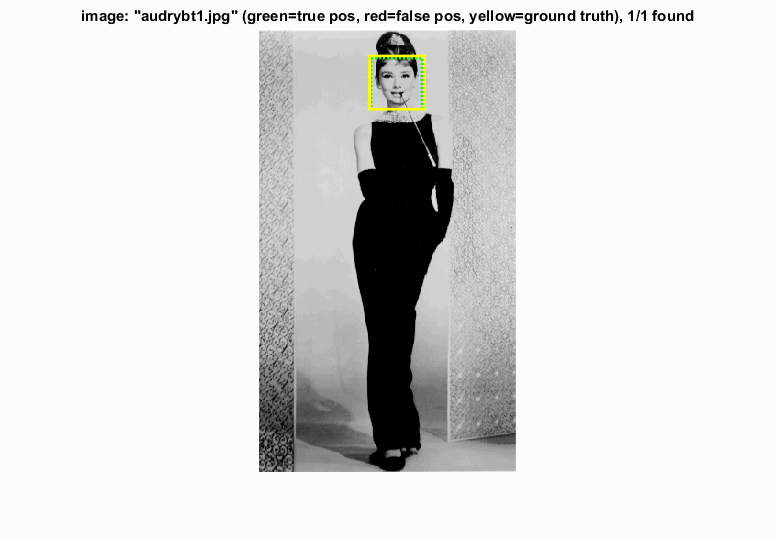 image: "audrybt1.jpg" (green=true pos, red=false pos, yellow=ground truth), 1/1 found